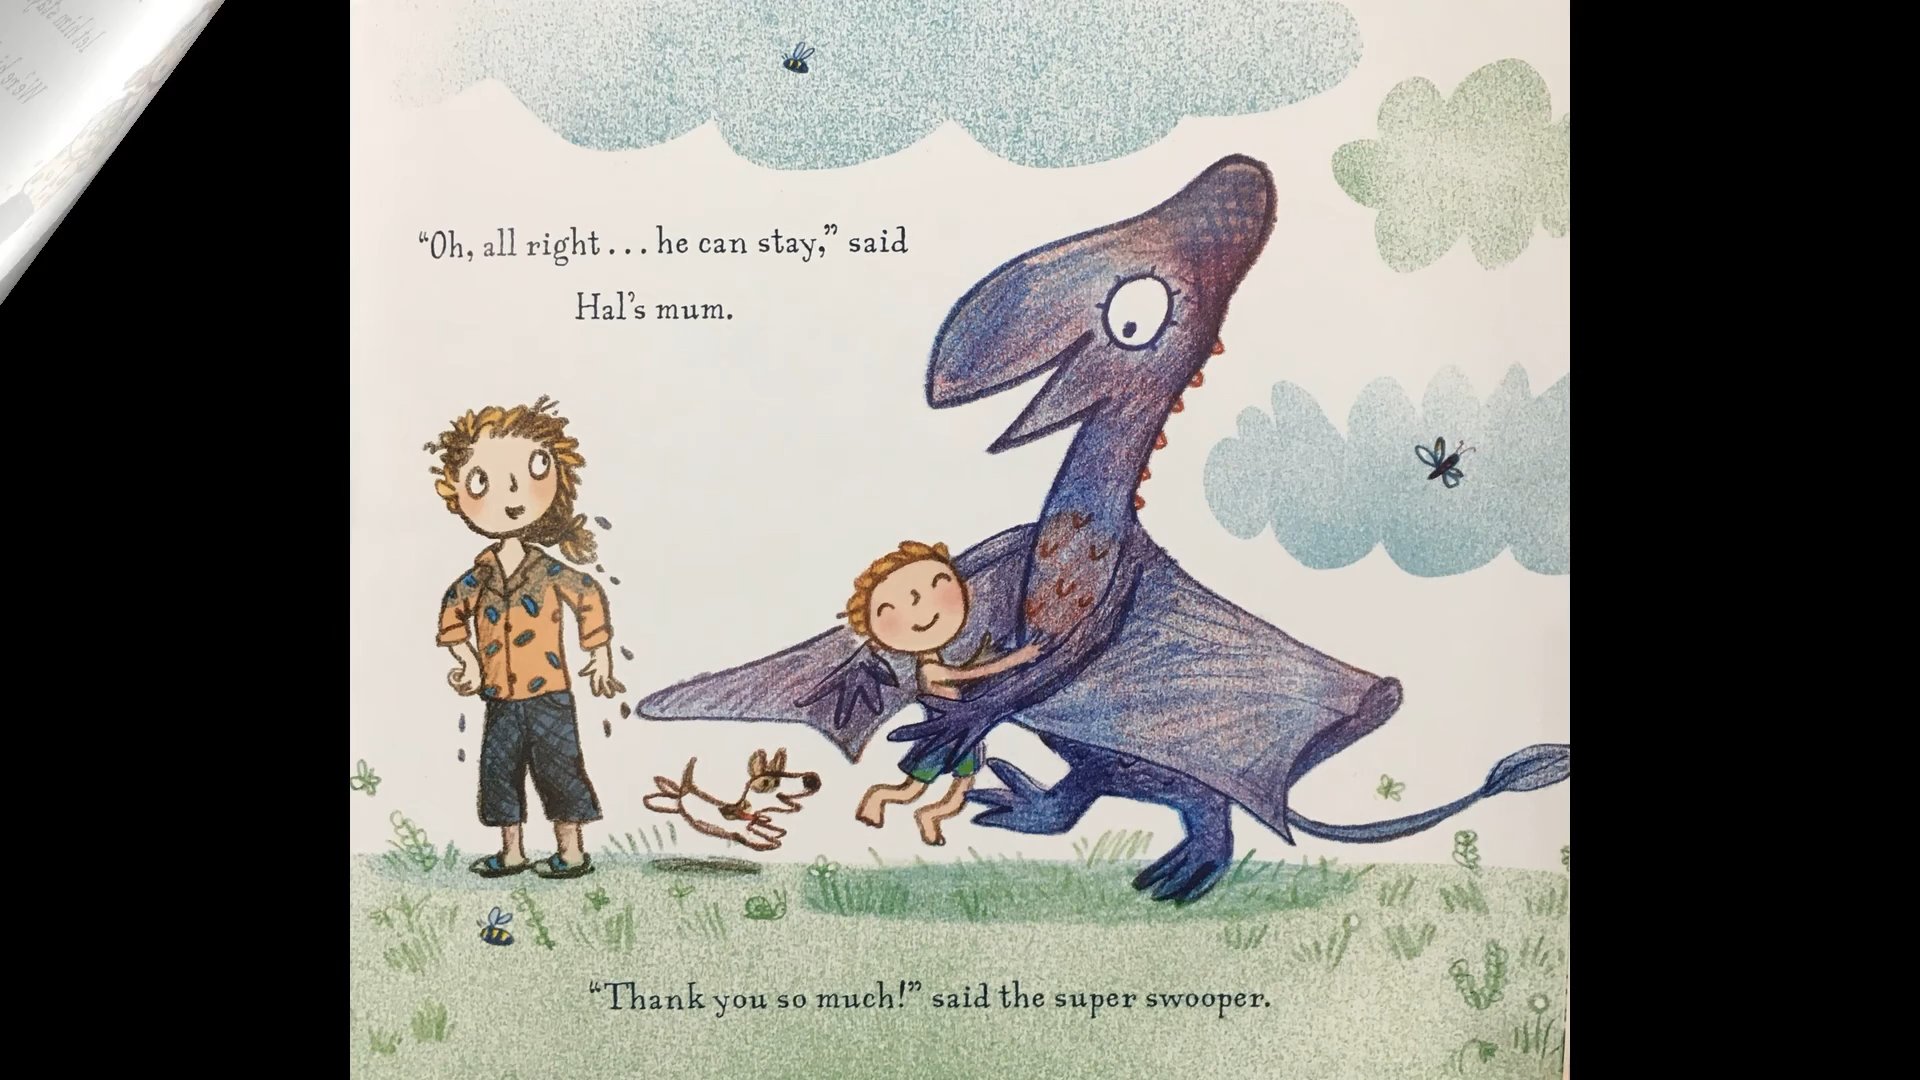 “Oh, all right... he can stay,” said
Hal’s mum.
“Thank you so much!” said the super swooper.